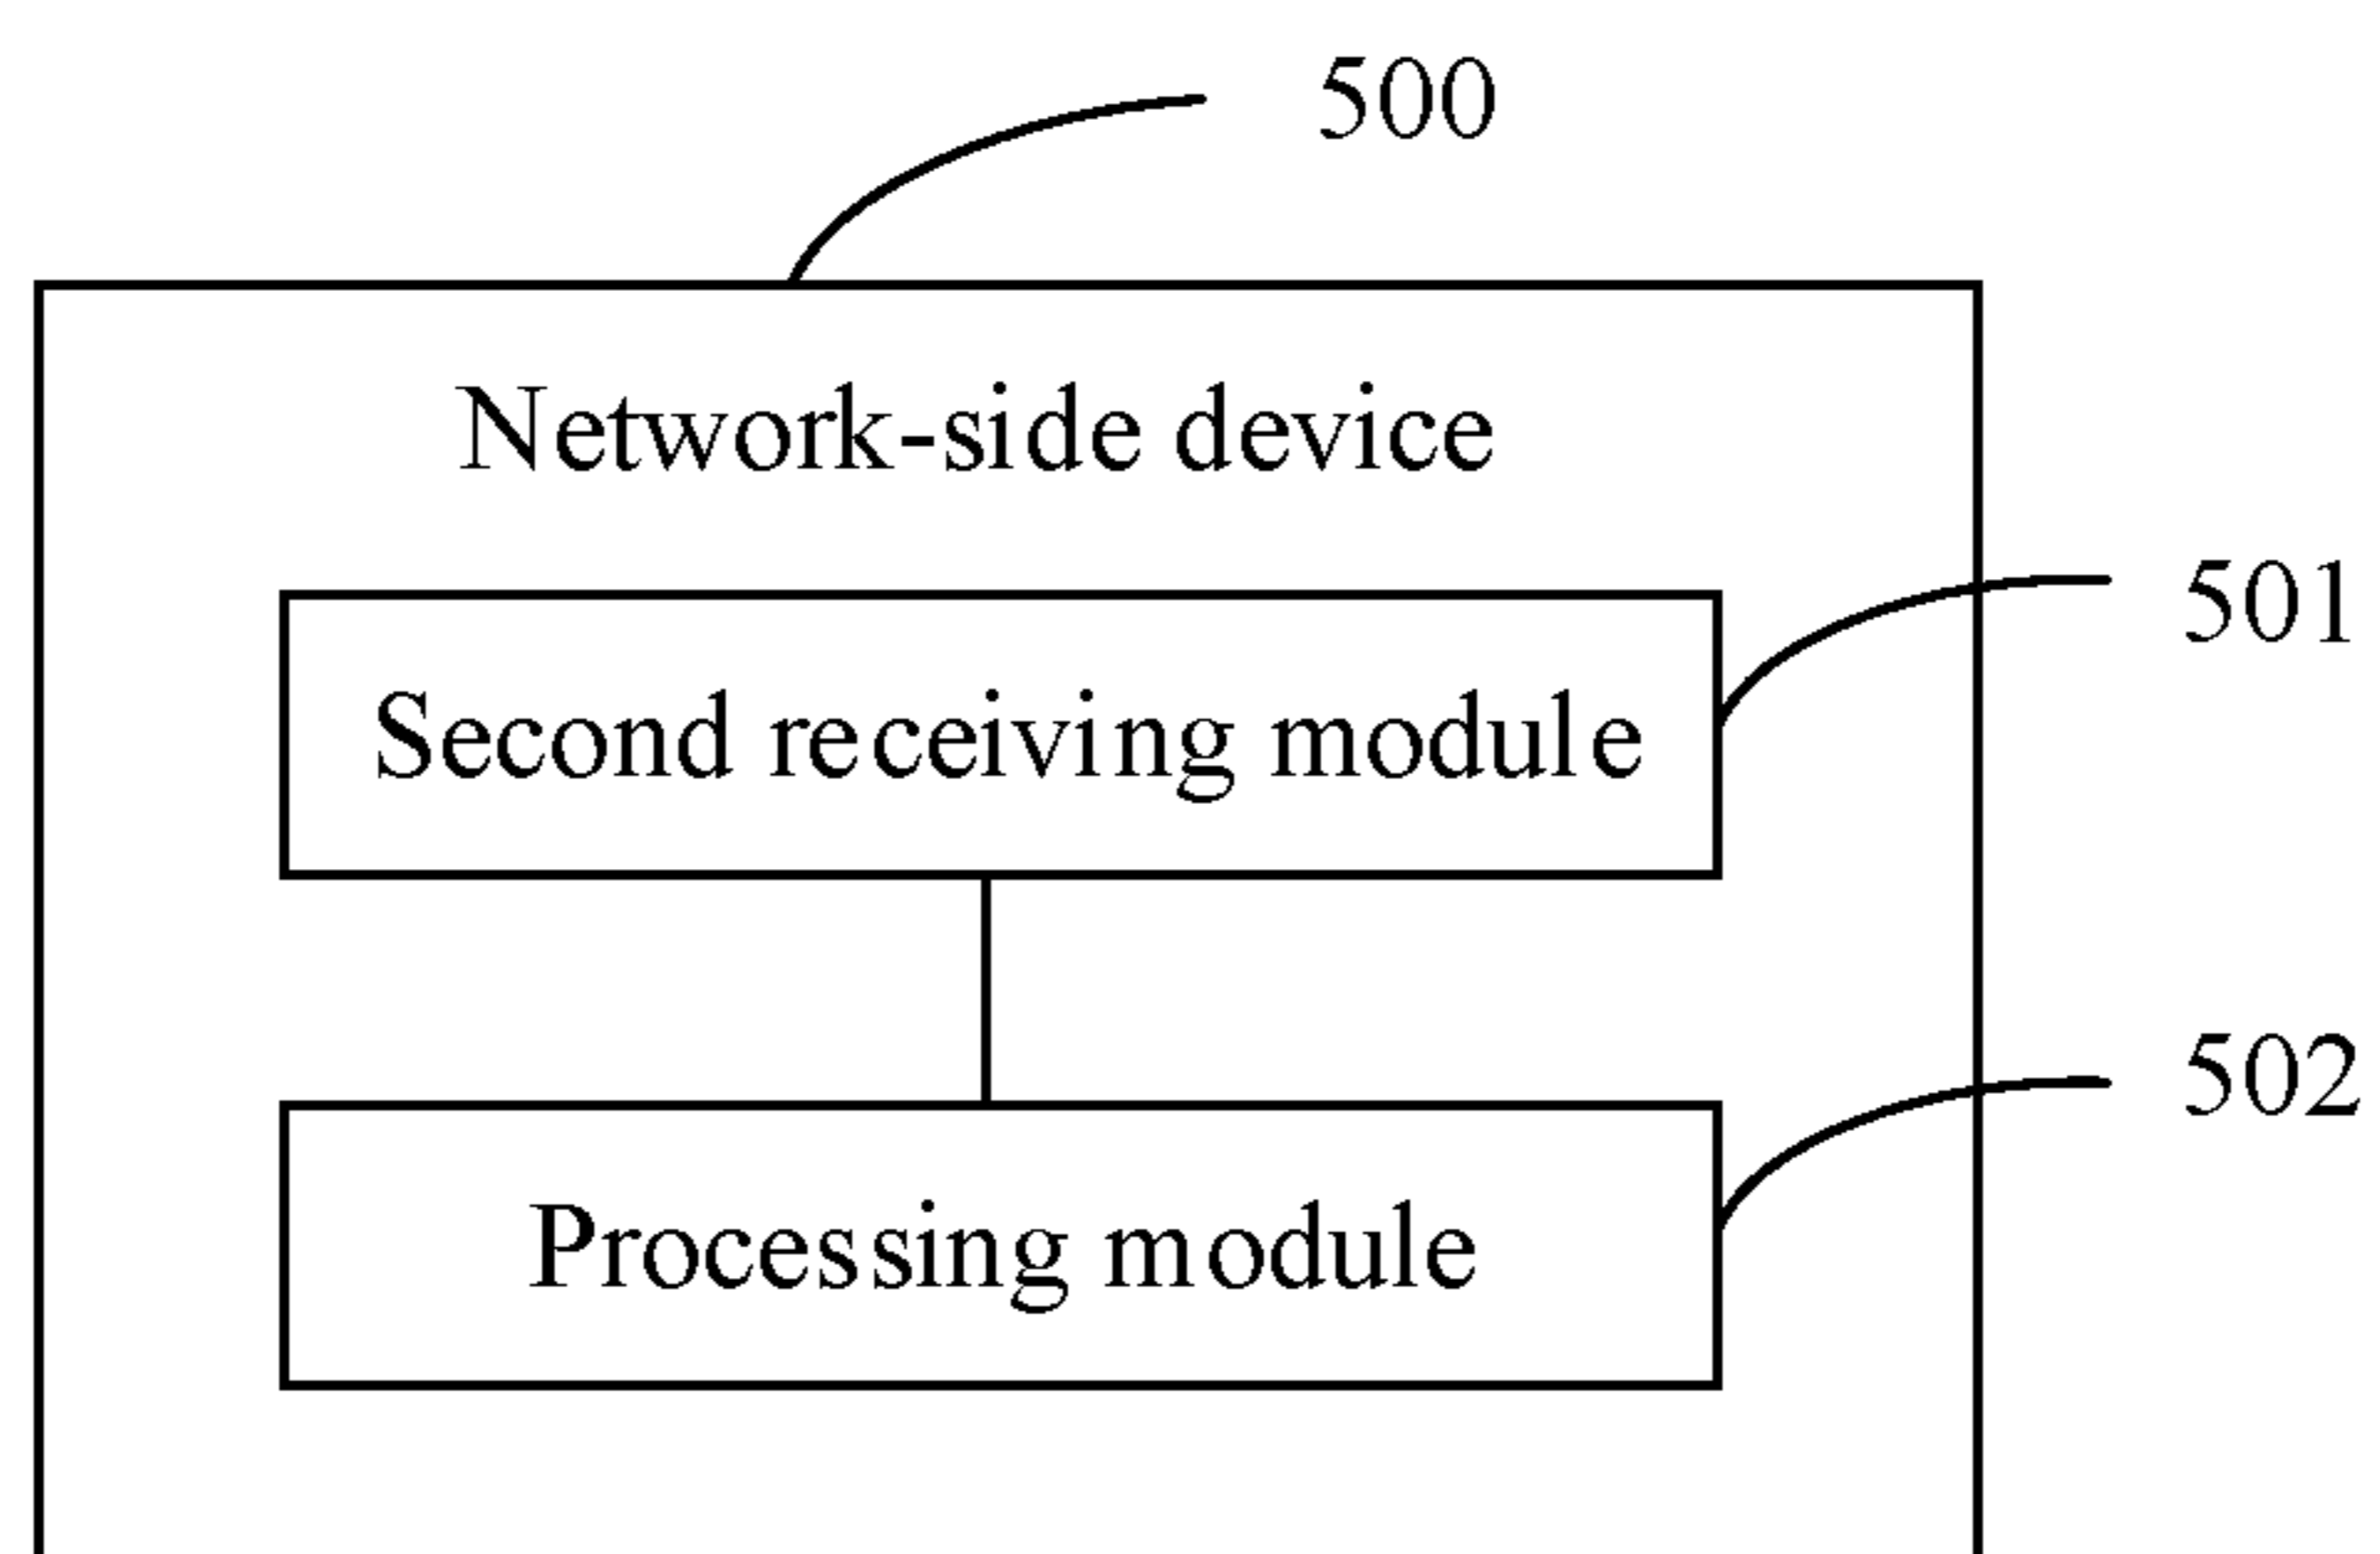 500
Network-side device
501
Second receiving module
502
Processing module